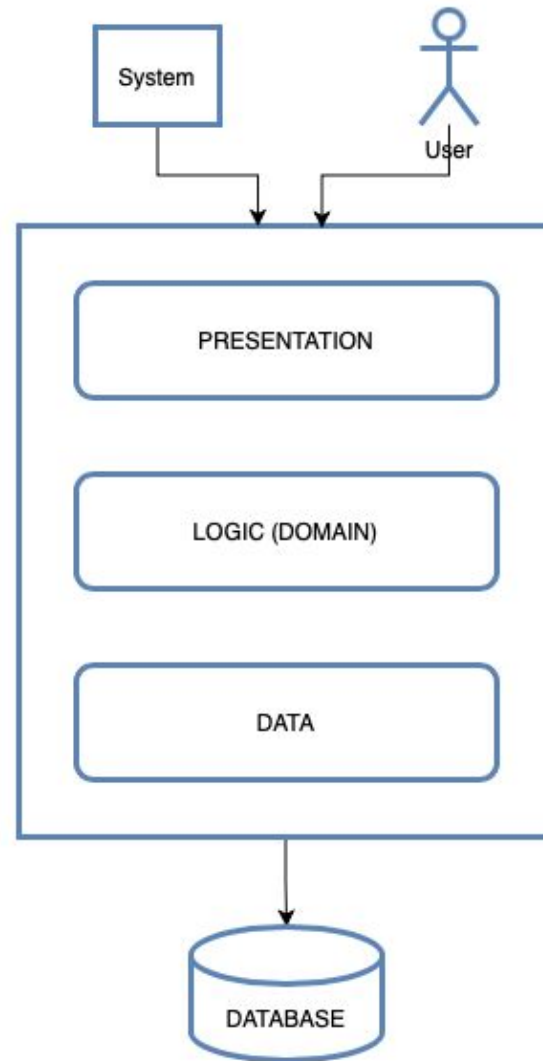 System
User
PRESENTATION
LOGIC (DOMAIN)
DATA
DATABASE